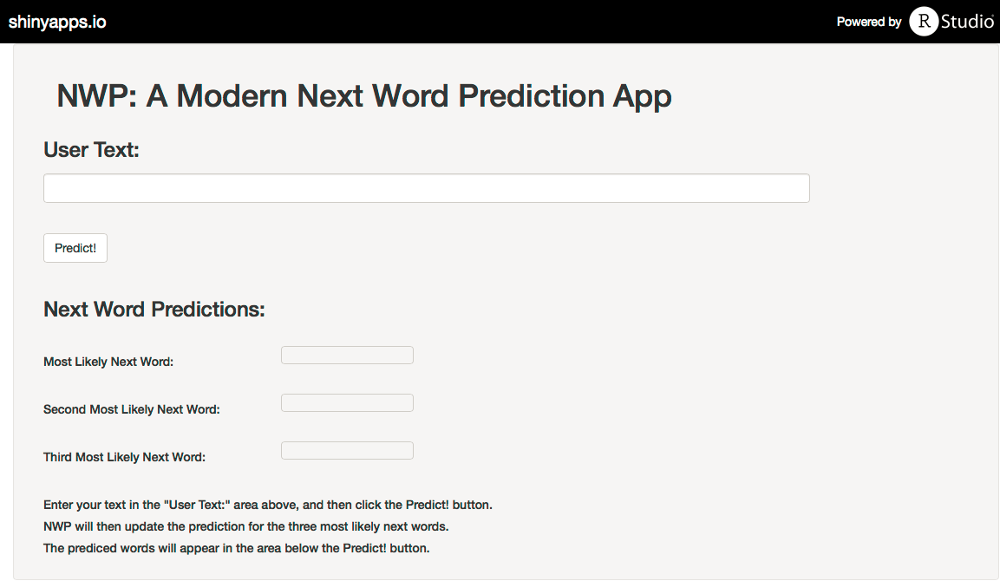 shinyapps.io
Powered by R Studio
NWP: A Modern Next Word Prediction App
User Text:
Predict!
Next Word Predictions:
Most Likely Next Word:
Second Most Likely Next Word:
Third Most Likely Next Word:
Enter your text in the "User Text:" area above, and then click the Predict! button.
NWP will then update the prediction for the three most likely next words.
The prediced words will appear in the area below the Predict! button.